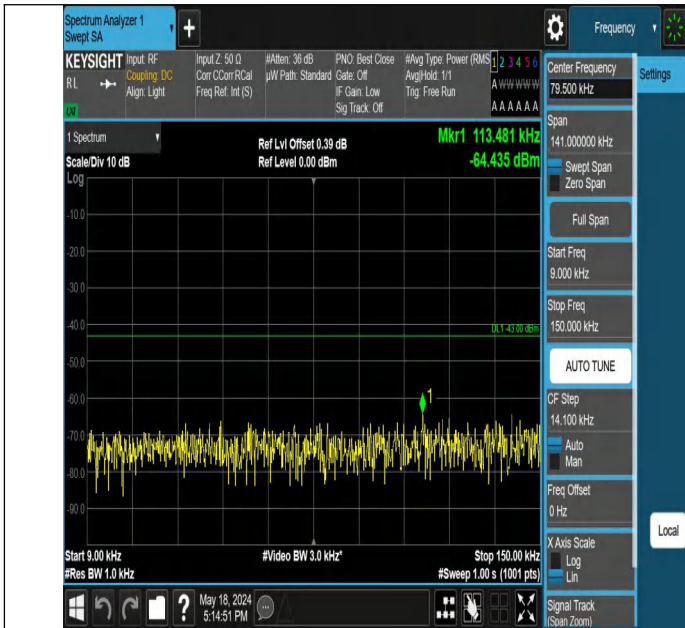 Spectrum Analyzer 1
Swept SA
+
Frequency
KEYSIGHT
RL
Input: RF
Coupling: DC
Align: Light
Input Z: 50 Ω
Corr CCorr RCal
Freq Ref: Int (S)
#Atten: 36 dB
µW Path: Standard
PNO: Best Close
Gate: Off
IF Gain: Low
Sig Track: Off
#Avg Type: Power (RMS
Avg|Hold: 1/1
Trig: Free Run
1 2 3 4 5 6
A W W W W W
A A A A A A
1 Spectrum
Scale/Div 10 dB
Log
Ref Lvl Offset 0.39 dB
Ref Level 0.00 dBm
Mkr1 113.481 kHz
-64.435 dBm
-10.0
-20.0
-30.0
-40.0
DL1 -43.00 dBm
-50.0
-60.0
1
-70.0
-80.0
-90.0
Start 9.00 kHz
#Res BW 1.0 kHz
#Video BW 3.0 kHz*
Stop 150.00 kHz
#Sweep 1.00 s (1001 pts)
?
May 18, 2024
5:14:51 PM
Center Frequency
79.500 kHz
Span
141.000000 kHz
Swept Span
Zero Span
Full Span
Start Freq
9.000 kHz
Stop Freq
150.000 kHz
AUTO TUNE
CF Step
14.100 kHz
Auto
Man
Freq Offset
0 Hz
X Axis Scale
Log
Lin
Signal Track
(Span Zoom)
Settings
Local